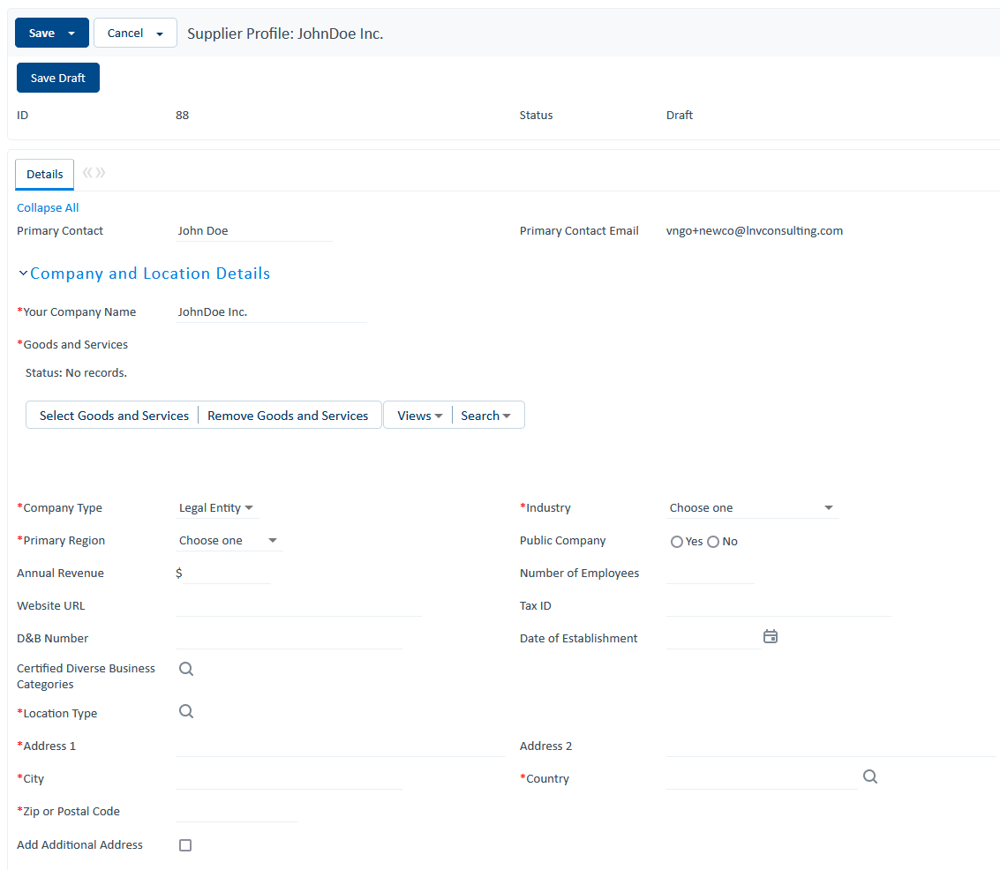 Save Cancel Supplier Profile: JohnDoe Inc.
Save Draft
ID 88 Status Draft
Details
Collapse All
Primary Contact John Doe Primary Contact Email vngo+newco@lnvconsulting.com
Company and Location Details
*Your Company Name JohnDoe Inc.
*Goods and Services
Status: No records.
Select Goods and Services Remove Goods and Services Views Search
*Company Type Legal Entity *Industry Choose one
*Primary Region Choose one Public Company Yes No
Annual Revenue $ Number of Employees
Website URL Tax ID
D&B Number Date of Establishment
Certified Diverse Business
Categories
*Location Type
*Address 1 Address 2
*City *Country
*Zip or Postal Code
Add Additional Address